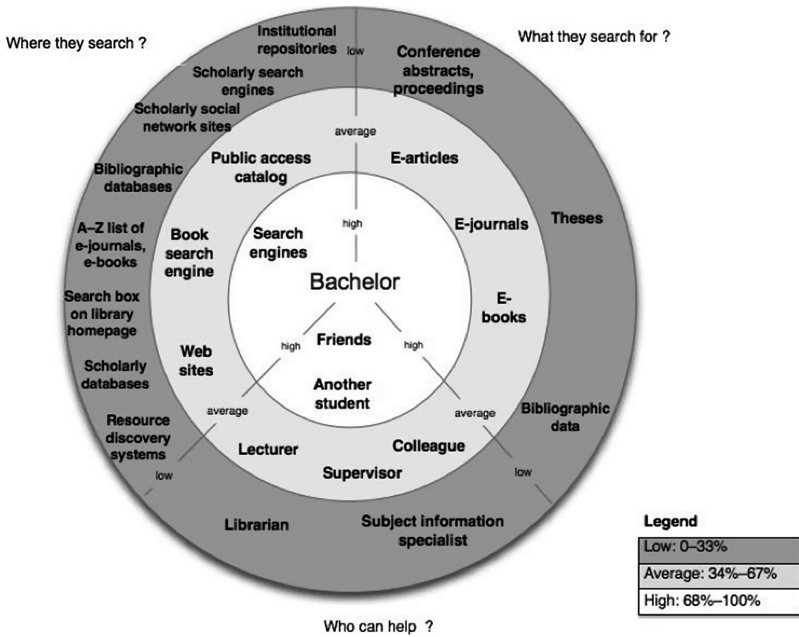 Where they search ?
What they search for ?
Institutional
repositories
low
Conference
abstracts,
proceedings
Scholarly search
engines
Scholarly social
network sites
average
Public access
catalog
E-articles
Bibliographic
databases
high
Search
engines
E-journals
Theses
A–Z list of
e-journals,
e-books
Book
search
engine
Bachelor
E-
books
Search box
on library
homepage
Friends
high
high
Web
sites
Scholarly
databases
Another
student
average
average
Bibliographic
data
Resource
discovery
systems
Lecturer
Colleague
Supervisor
low
low
Librarian
Subject information
specialist
Legend
Low: 0–33%
Average: 34%–67%
High: 68%–100%
Who can help ?